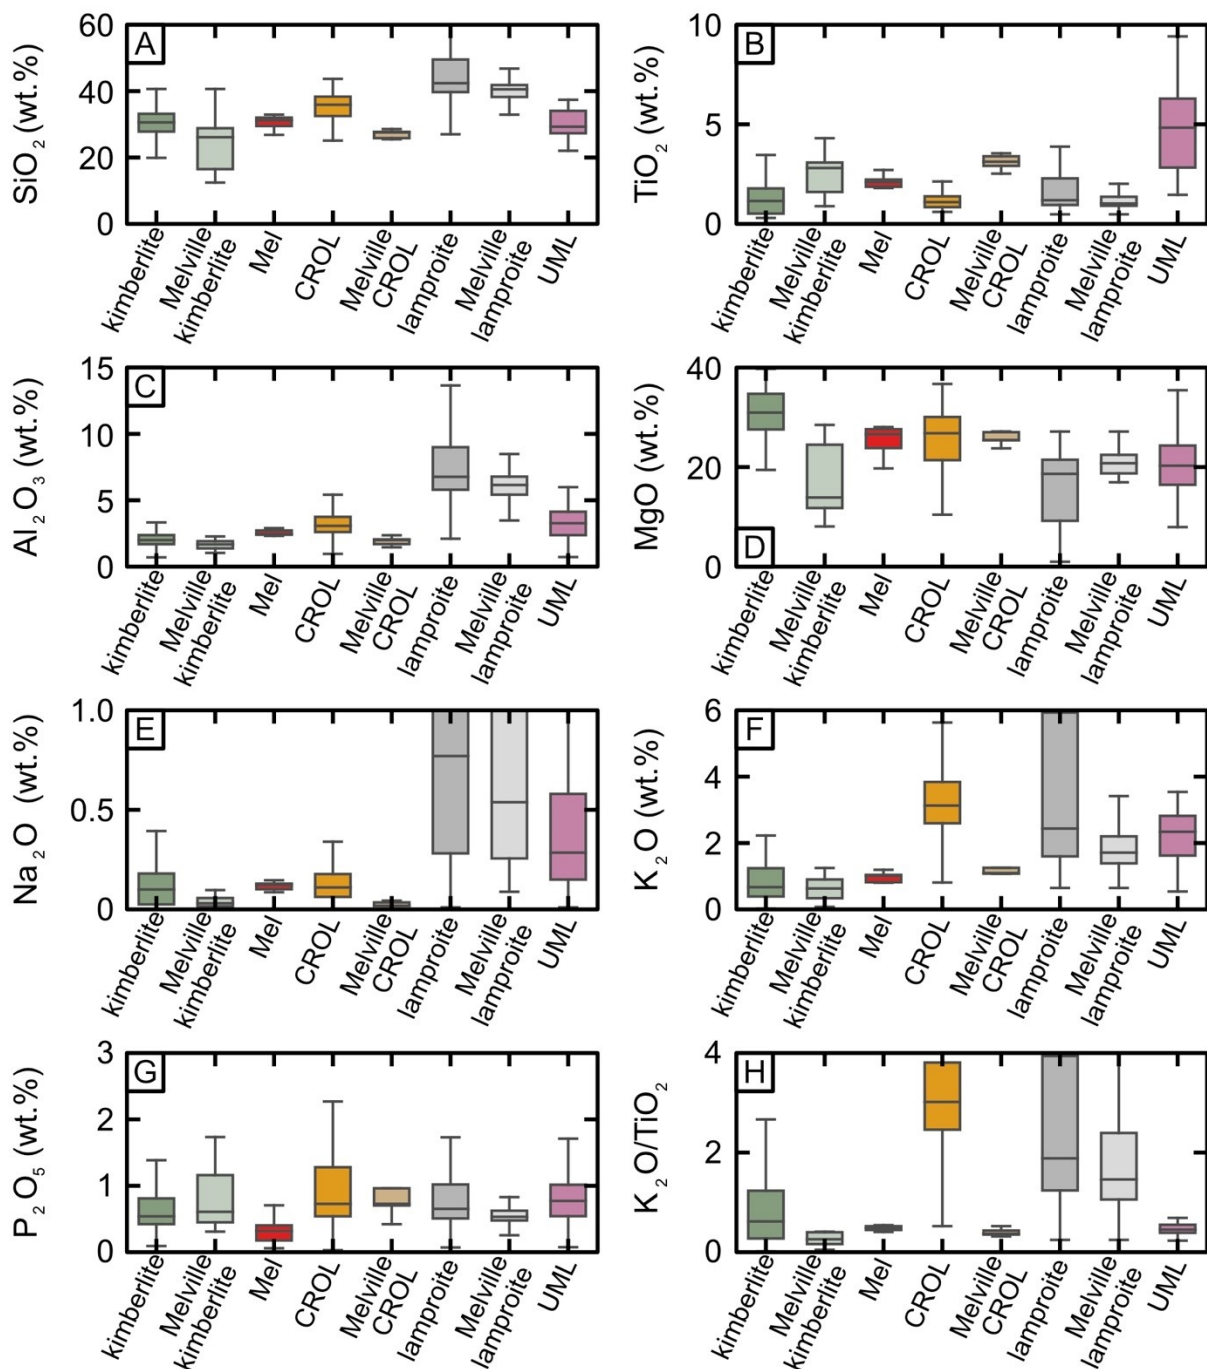 SiO2 (wt.%)
60
40
20
0
A
kimberlite
Melville
kimberlite
Mel
CROL
Melville
CROL
lamproite
Melville
lamproite
UML
TiO2 (wt.%)
10
5
0
B
kimberlite
Melville
kimberlite
Mel
CROL
Melville
CROL
lamproite
Melville
lamproite
UML
Al2O3 (wt.%)
15
10
5
0
C
kimberlite
Melville
kimberlite
Mel
CROL
Melville
CROL
lamproite
Melville
lamproite
UML
MgO (wt.%)
40
20
0
D
kimberlite
Melville
kimberlite
Mel
CROL
Melville
CROL
lamproite
Melville
lamproite
UML
Na2O (wt.%)
1.0
0.5
0
E
kimberlite
Melville
kimberlite
Mel
CROL
Melville
CROL
lamproite
Melville
lamproite
UML
K2O (wt.%)
6
4
2
0
F
kimberlite
Melville
kimberlite
Mel
CROL
Melville
CROL
lamproite
Melville
lamproite
UML
P2O5 (wt.%)
3
2
1
0
G
kimberlite
Melville
kimberlite
Mel
CROL
Melville
CROL
lamproite
Melville
lamproite
UML
K2O/TiO2
4
2
0
H
kimberlite
Melville
kimberlite
Mel
CROL
Melville
CROL
lamproite
Melville
lamproite
UML